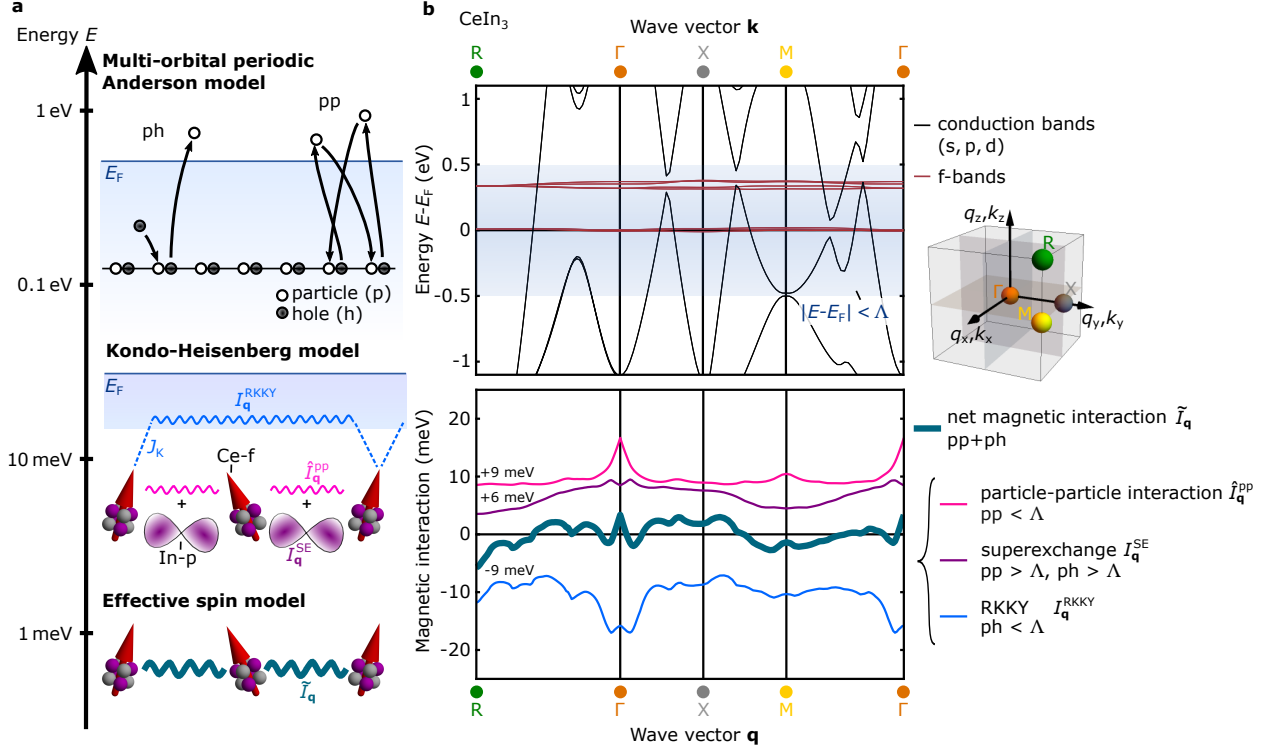 a
Energy E
Multi-orbital periodic
Anderson model
1 eV
ph
pp
E_F
0.1 eV
particle (p)
hole (h)
Kondo-Heisenberg model
E_F
I_q^RKKY
J_K
Ce-f
Î_q^pp
10 meV
+
+
In-p
I_q^SE
Effective spin model
1 meV
Ĩ_q
b
CeIn₃
Wave vector k
R
Γ
X
M
Γ
Energy E-E_F (eV)
1
0.5
0
-0.5
-1
|E-E_F| < Λ
conduction bands
(s, p, d)
f-bands
q_z,k_z
R
Γ
X
M
q_y,k_y
q_x,k_x
Magnetic interaction (meV)
20
10
0
-10
-20
+9 meV
+6 meV
-9 meV
net magnetic interaction Ĩ_q
pp+ph
particle-particle interaction Î_q^pp
pp < Λ
superexchange I_q^SE
pp > Λ, ph > Λ
RKKY I_q^RKKY
ph < Λ
R
Γ
X
M
Γ
Wave vector q